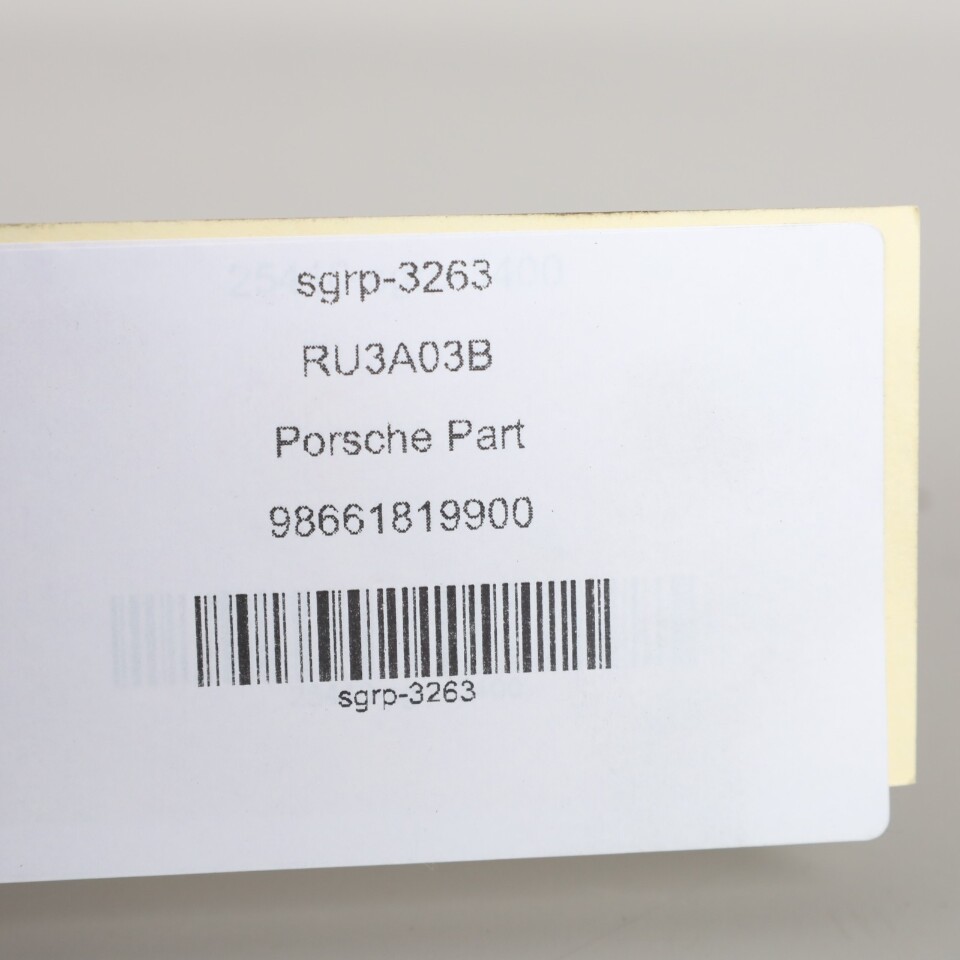 sgrp-3263
RU3A03B
Porsche Part
98661819900
sgrp-3263